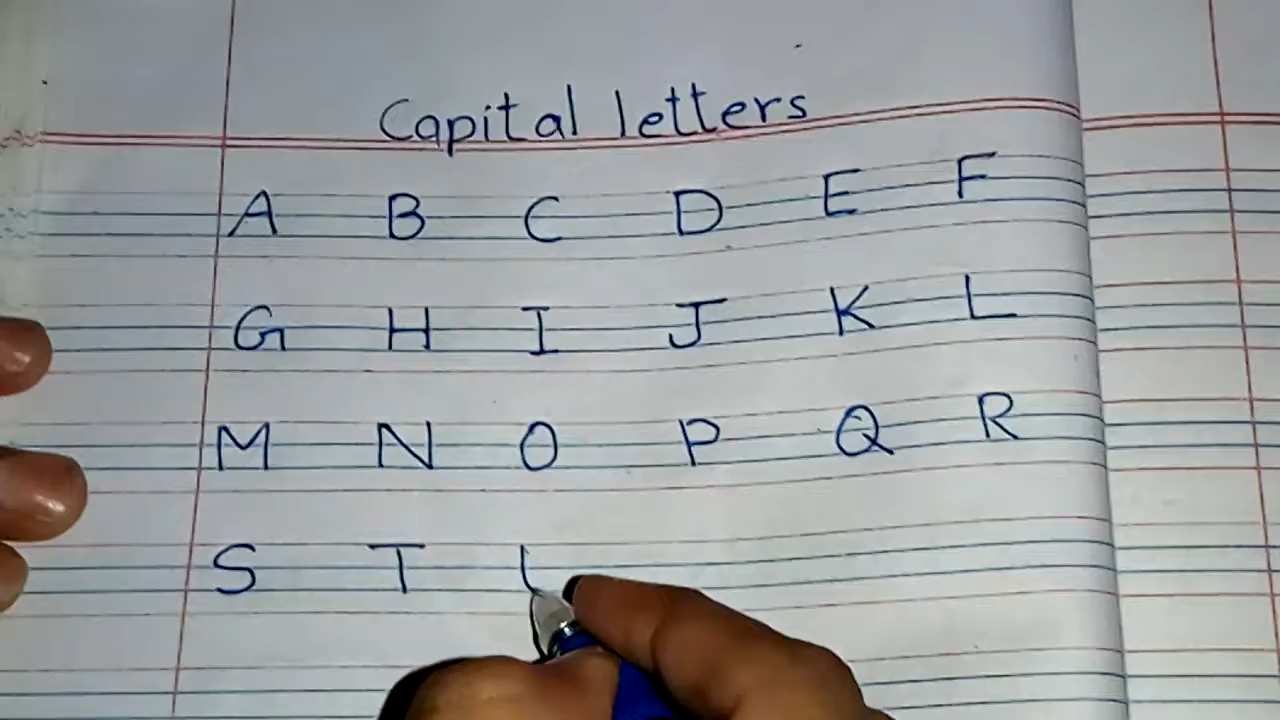 Capital letters
A B C D E F
G H I J K L
M N O P Q R
S T